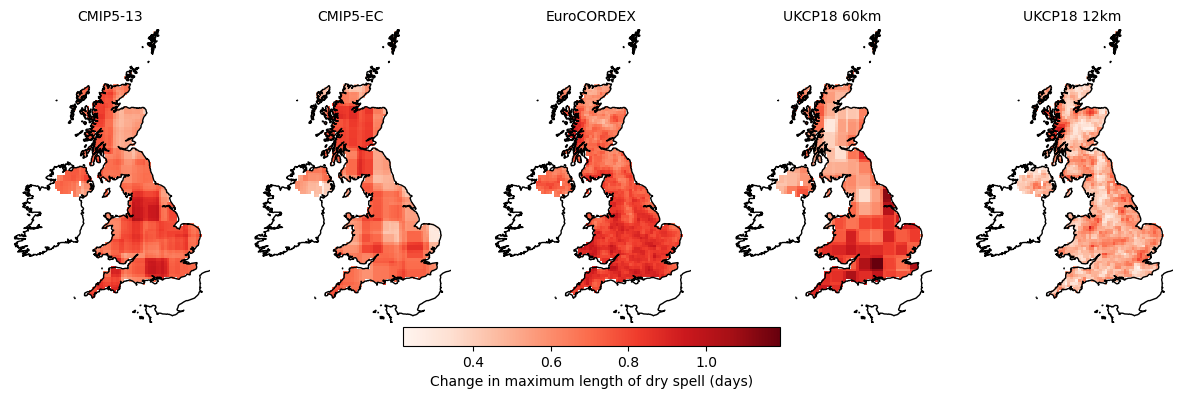 CMIP5-13
CMIP5-EC
EuroCORDEX
UKCP18 60km
UKCP18 12km
0.4
0.6
0.8
1.0
Change in maximum length of dry spell (days)